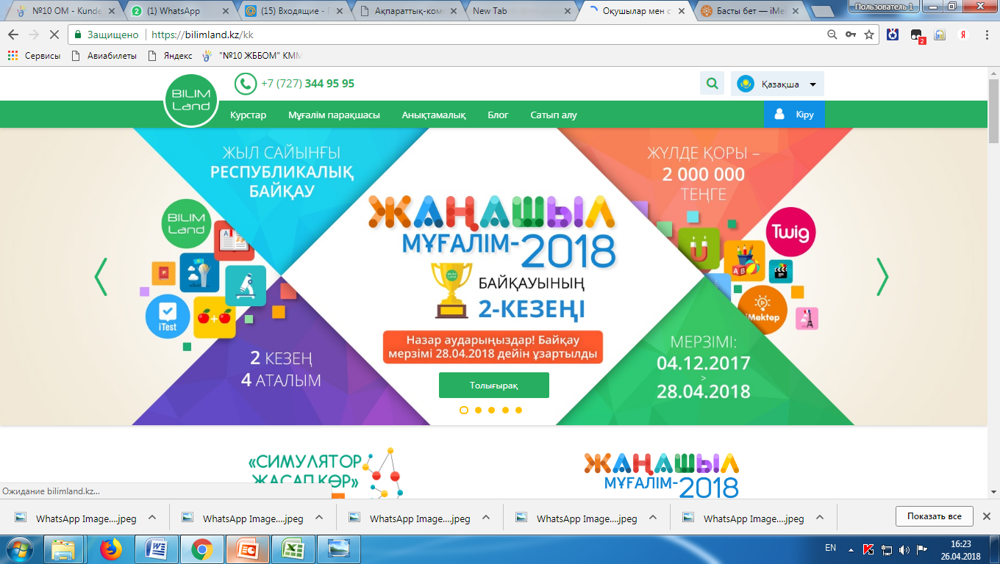 №10 ОМ - Kunde
(1) WhatsApp
(15) Входящие -
Ақпараттық-ком
New Tab
Оқушылар мен с
Басты бет — iMe
Пользователь 1
Защищено
https://bilimland.kz/kk
2
Я
Сервисы
Авиабилеты
Яндекс
"№10 ЖББОМ" КММ
BILIM
Land
+7 (727) 344 95 95
Қазақша
Курстар
Мұғалім парақшасы
Анықтамалық
Блог
Сатып алу
Кіру
ЖЫЛ САЙЫНҒЫ
РЕСПУБЛИКАЛЫҚ
БАЙҚАУ
ЖҮЛДЕ ҚОРЫ –
2 000 000
ТЕҢГЕ
BILIM
Land
iTest
ЖАҢАШЫЛ
МҰҒАЛІМ-2018
BILIM
Land
БАЙҚАУЫНЫҢ
2-КЕЗЕҢІ
Назар аударыңыздар! Байқау
мерзімі 28.04.2018 дейін ұзартылды
Толығырақ
Twig
A B
iMektep
2 КЕЗЕҢ
4 АТАЛЫМ
МЕРЗІМІ:
04.12.2017
>
28.04.2018
«СИМУЛЯТОР
ЖАСАП КӨР»
ЖАҢАШЫЛ
МҰҒАЛІМ-2018
Ожидание bilimland.kz...
WhatsApp Image....jpeg
WhatsApp Image....jpeg
WhatsApp Image....jpeg
WhatsApp Image....jpeg
WhatsApp Image....jpeg
Показать все
EN
16:23
26.04.2018